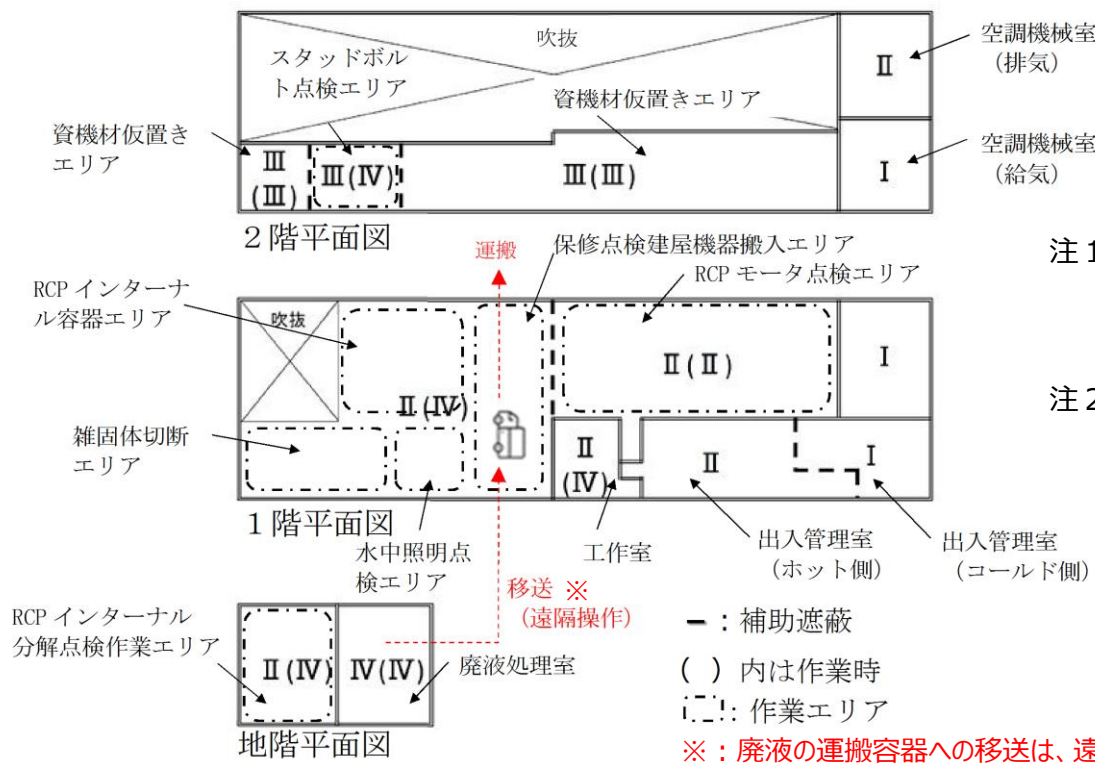 吹抜
スタッドボル
ト点検エリア
資機材仮置きエリア
資機材仮置き
エリア
Ⅲ
(Ⅲ)
Ⅲ(Ⅳ)
Ⅲ(Ⅲ)
Ⅱ
空調機械室
(排気)
Ⅰ
空調機械室
(給気)
2階平面図
運搬
保修点検建屋機器搬入エリア
RCP モータ点検エリア
注1
RCP インターナ
ル容器エリア
吹抜
Ⅱ(Ⅳ)
Ⅱ(Ⅱ)
Ⅰ
注2
雑固体切断
エリア
Ⅱ
(Ⅳ)
Ⅱ
Ⅰ
1階平面図
水中照明点
検エリア
工作室
出入管理室
(ホット側)
出入管理室
(コールド側)
移送 ※
(遠隔操作)
RCP インターナル
分解点検作業エリア
Ⅱ(Ⅳ)
Ⅳ(Ⅳ)
廃液処理室
地階平面図
:補助遮蔽
( ) 内は作業時
: 作業エリア
※:廃液の運搬容器への移送は、遠